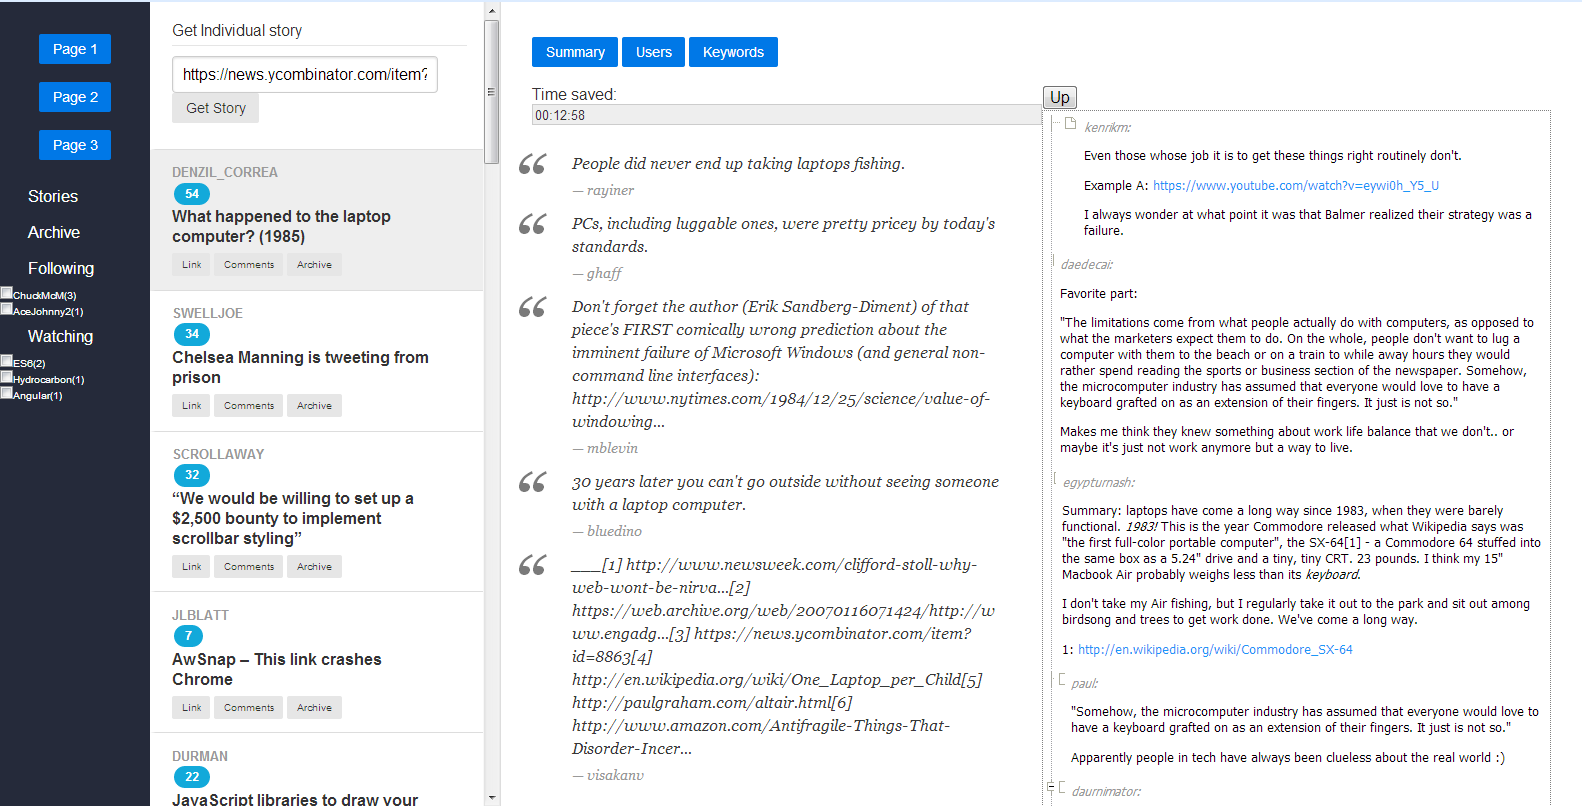 Page 1
Page 2
Page 3
Stories
Archive
Following
ChuckMcM(3)
AceJohnny2(1)
Watching
ES6(2)
Hydrocarbon(1)
Angular(1)
Get Individual story
https://news.ycombinator.com/item?
Get Story
DENZIL_CORREA
54
What happened to the laptop
computer? (1985)
Link Comments Archive
SWELLJOE
34
Chelsea Manning is tweeting from
prison
Link Comments Archive
SCROLLAWAY
32
“We would be willing to set up a
$2,500 bounty to implement
scrollbar styling”
Link Comments Archive
JLBLATT
7
AwSnap – This link crashes
Chrome
Link Comments Archive
DURMAN
22
JavaScript libraries to draw your
Summary Users Keywords
Time saved:
00:12:58
People did never end up taking laptops fishing.
— rayiner
PCs, including luggable ones, were pretty pricey by today's
standards.
— ghaff
Don't forget the author (Erik Sandberg-Diment) of that
piece's FIRST comically wrong prediction about the
imminent failure of Microsoft Windows (and general non-
command line interfaces):
http://www.nytimes.com/1984/12/25/science/value-of-
windowing...
— mblevin
30 years later you can't go outside without seeing someone
with a laptop computer.
— bluedino
___[1] http://www.newsweek.com/clifford-stoll-why-
web-wont-be-nirva...[2]
https://web.archive.org/web/20070116071424/http://w
ww.engadg...[3] https://news.ycombinator.com/item?
id=8863[4]
http://en.wikipedia.org/wiki/One_Laptop_per_Child[5]
http://paulgraham.com/altair.html[6]
http://www.amazon.com/Antifragile-Things-That-
Disorder-Incer...
— visakanv
Up
kenrikm:
Even those whose job it is to get these things right routinely don't.
Example A: https://www.youtube.com/watch?v=eywi0h_Y5_U
I always wonder at what point it was that Balmer realized their strategy was a
failure.
daedecai:
Favorite part:
"The limitations come from what people actually do with computers, as opposed to
what the marketers expect them to do. On the whole, people don't want to lug a
computer with them to the beach or on a train to while away hours they would
rather spend reading the sports or business section of the newspaper. Somehow,
the microcomputer industry has assumed that everyone would love to have a
keyboard grafted on as an extension of their fingers. It just is not so."
Makes me think they knew something about work life balance that we don't.. or
maybe it's just not work anymore but a way to live.
egypturnash:
Summary: laptops have come a long way since 1983, when they were barely
functional. 1983! This is the year Commodore released what Wikipedia says was
"the first full-color portable computer", the SX-64[1] - a Commodore 64 stuffed into
the same box as a 5.24" drive and a tiny, tiny CRT. 23 pounds. I think my 15"
Macbook Air probably weighs less than its keyboard.
I don't take my Air fishing, but I regularly take it out to the park and sit out among
birdsong and trees to get work done. We've come a long way.
1: http://en.wikipedia.org/wiki/Commodore_SX-64
paul:
"Somehow, the microcomputer industry has assumed that everyone would love to
have a keyboard grafted on as an extension of their fingers. It just is not so."
Apparently people in tech have always been clueless about the real world :)
daurnimator: